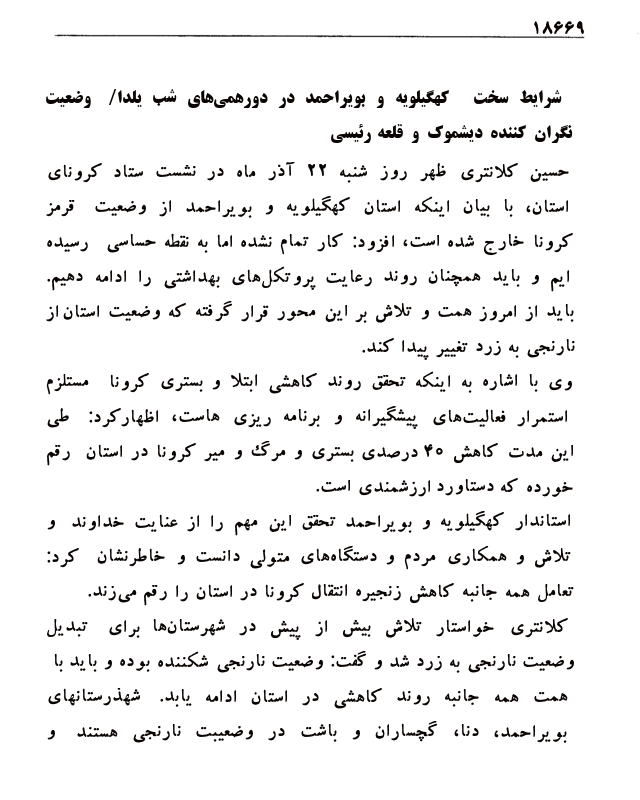 ۱۸۶۶۹
شرایط سخت کهگیلویه و بویراحمد در دورهمی‌های شب یلدا/ وضعیت
نگران کننده دیشموک و قلعه رئیسی
حسین کلانتری ظهر روز شنبه ۲۲ آذر ماه در نشست ستاد کرونای
استان، با بیان اینکه استان کهگیلویه و بویراحمد از وضعیت قرمز
کرونا خارج شده است، افزود: کار تمام نشده اما به نقطه حساسی رسیده
ایم و باید همچنان روند رعایت پروتکل‌های بهداشتی را ادامه دهیم.
باید از امروز همت و تلاش بر این محور قرار گرفته که وضعیت استان از
نارنجی به زرد تغییر پیدا کند.
وی با اشاره به اینکه تحقق روند کاهشی ابتلا و بستری کرونا مستلزم
استمرار فعالیت‌های پیشگیرانه و برنامه ریزی هاست، اظهارکرد: طی
این مدت کاهش ۴۰ درصدی بستری و مرگ و میر کرونا در استان رقم
خورده که دستاورد ارزشمندی است.
استاندار کهگیلویه و بویراحمد تحقق این مهم را از عنایت خداوند و
تلاش و همکاری مردم و دستگاه‌های متولی دانست و خاطرنشان کرد:
تعامل همه جانبه کاهش زنجیره انتقال کرونا در استان را رقم می‌زند.
کلانتری خواستار تلاش بیش از پیش در شهرستان‌ها برای تبدیل
وضعیت نارنجی به زرد شد و گفت: وضعیت نارنجی شکننده بوده و باید با
همت همه جانبه روند کاهشی در استان ادامه یابد. شهذرستانهای
بویراحمد، دنا، گچساران و باشت در وضعیبت نارنجی هستند و